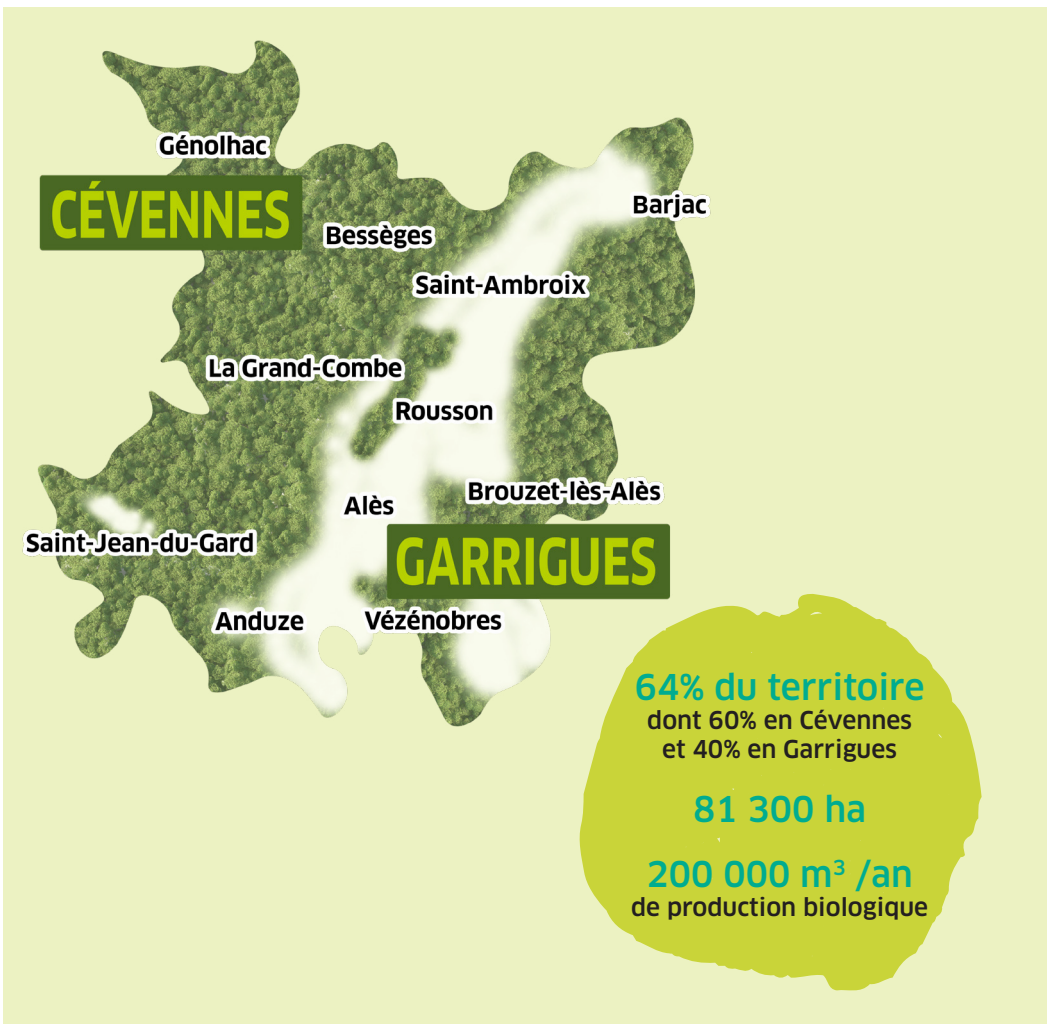 Génolhac
CÉVENNES
Barjac
Bessèges
Saint-Ambroix
La Grand-Combe
Rousson
Brouzet-lès-Alès
Alès
Saint-Jean-du-Gard
GARRIGUES
Anduze
Vézénobres
64% du territoire
dont 60% en Cévennes
et 40% en Garrigues
81 300 ha
200 000 m³ /an
de production biologique